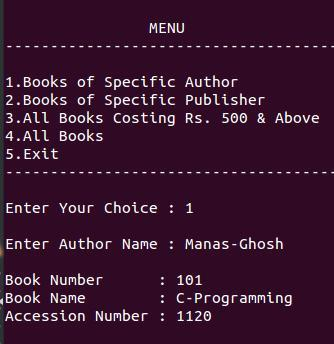 MENU
-------------------------------------
1.Books of Specific Author
2.Books of Specific Publisher
3.All Books Costing Rs. 500 & Above
4.All Books
5.Exit
-------------------------------------
Enter Your Choice : 1
Enter Author Name : Manas-Ghosh
Book Number : 101
Book Name : C-Programming
Accession Number : 1120